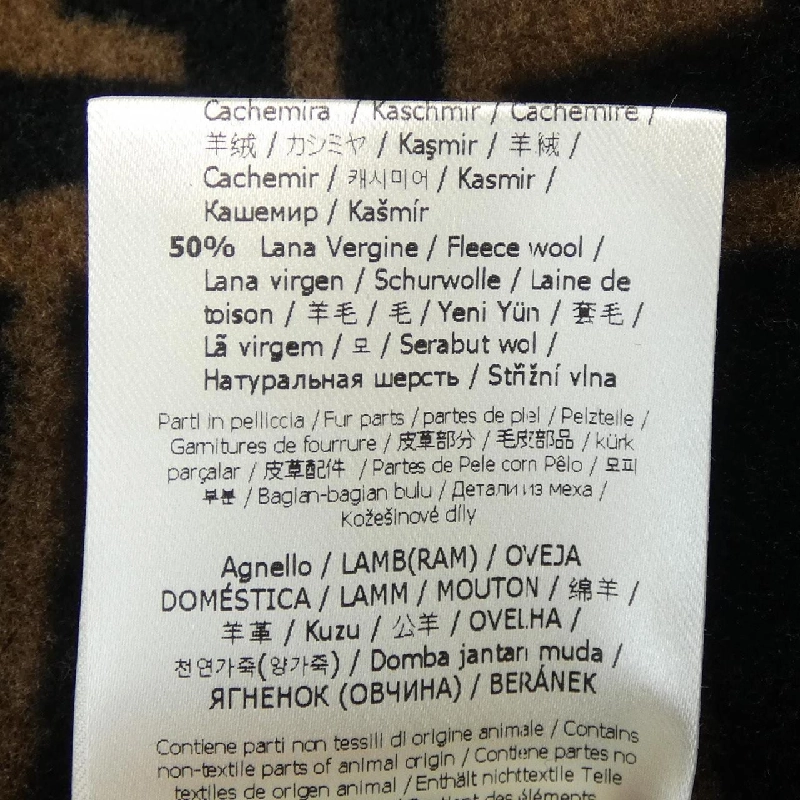 Cachemira / Kaschmir / Cachemire /
羊绒 / カシミヤ / Kaşmir / 羊絨 /
Cachemir / 캐시미어 / Kasmir /
Кашемир / Kašmír
50% Lana Vergine / Fleece wool /
Lana virgen / Schurwolle / Laine de
toison / 羊毛 / 毛 / Yeni Yün / 套毛 /
Lã virgem / 모 / Serabut wol /
Натуральная шерсть / Střižní vlna
Parti in pelliccia / Fur parts / partes de piel / Pelzteile /
Garnitures de fourrure / 皮草部分 / 毛皮部品 / kürk
parçalar / 皮草配件 / Partes de Pele com Pêlo / 모피
부분 / Bagian-bagian bulu / Детали из меха /
Kožešinové díly
Agnello / LAMB(RAM) / OVEJA
DOMÉSTICA / LAMM / MOUTON / 绵羊 /
羊革 / Kuzu / 公羊 / OVELHA /
천연가죽(양가죽) / Domba jantan muda /
ЯГНЕНОК (ОВЧИНА) / BERÁNEK
Contiene parti non tessili di origine animale / Contains
non-textile parts of animal origin / Contiene partes no
textiles de origen animal / Enthält nichttextile Teile
des éléments